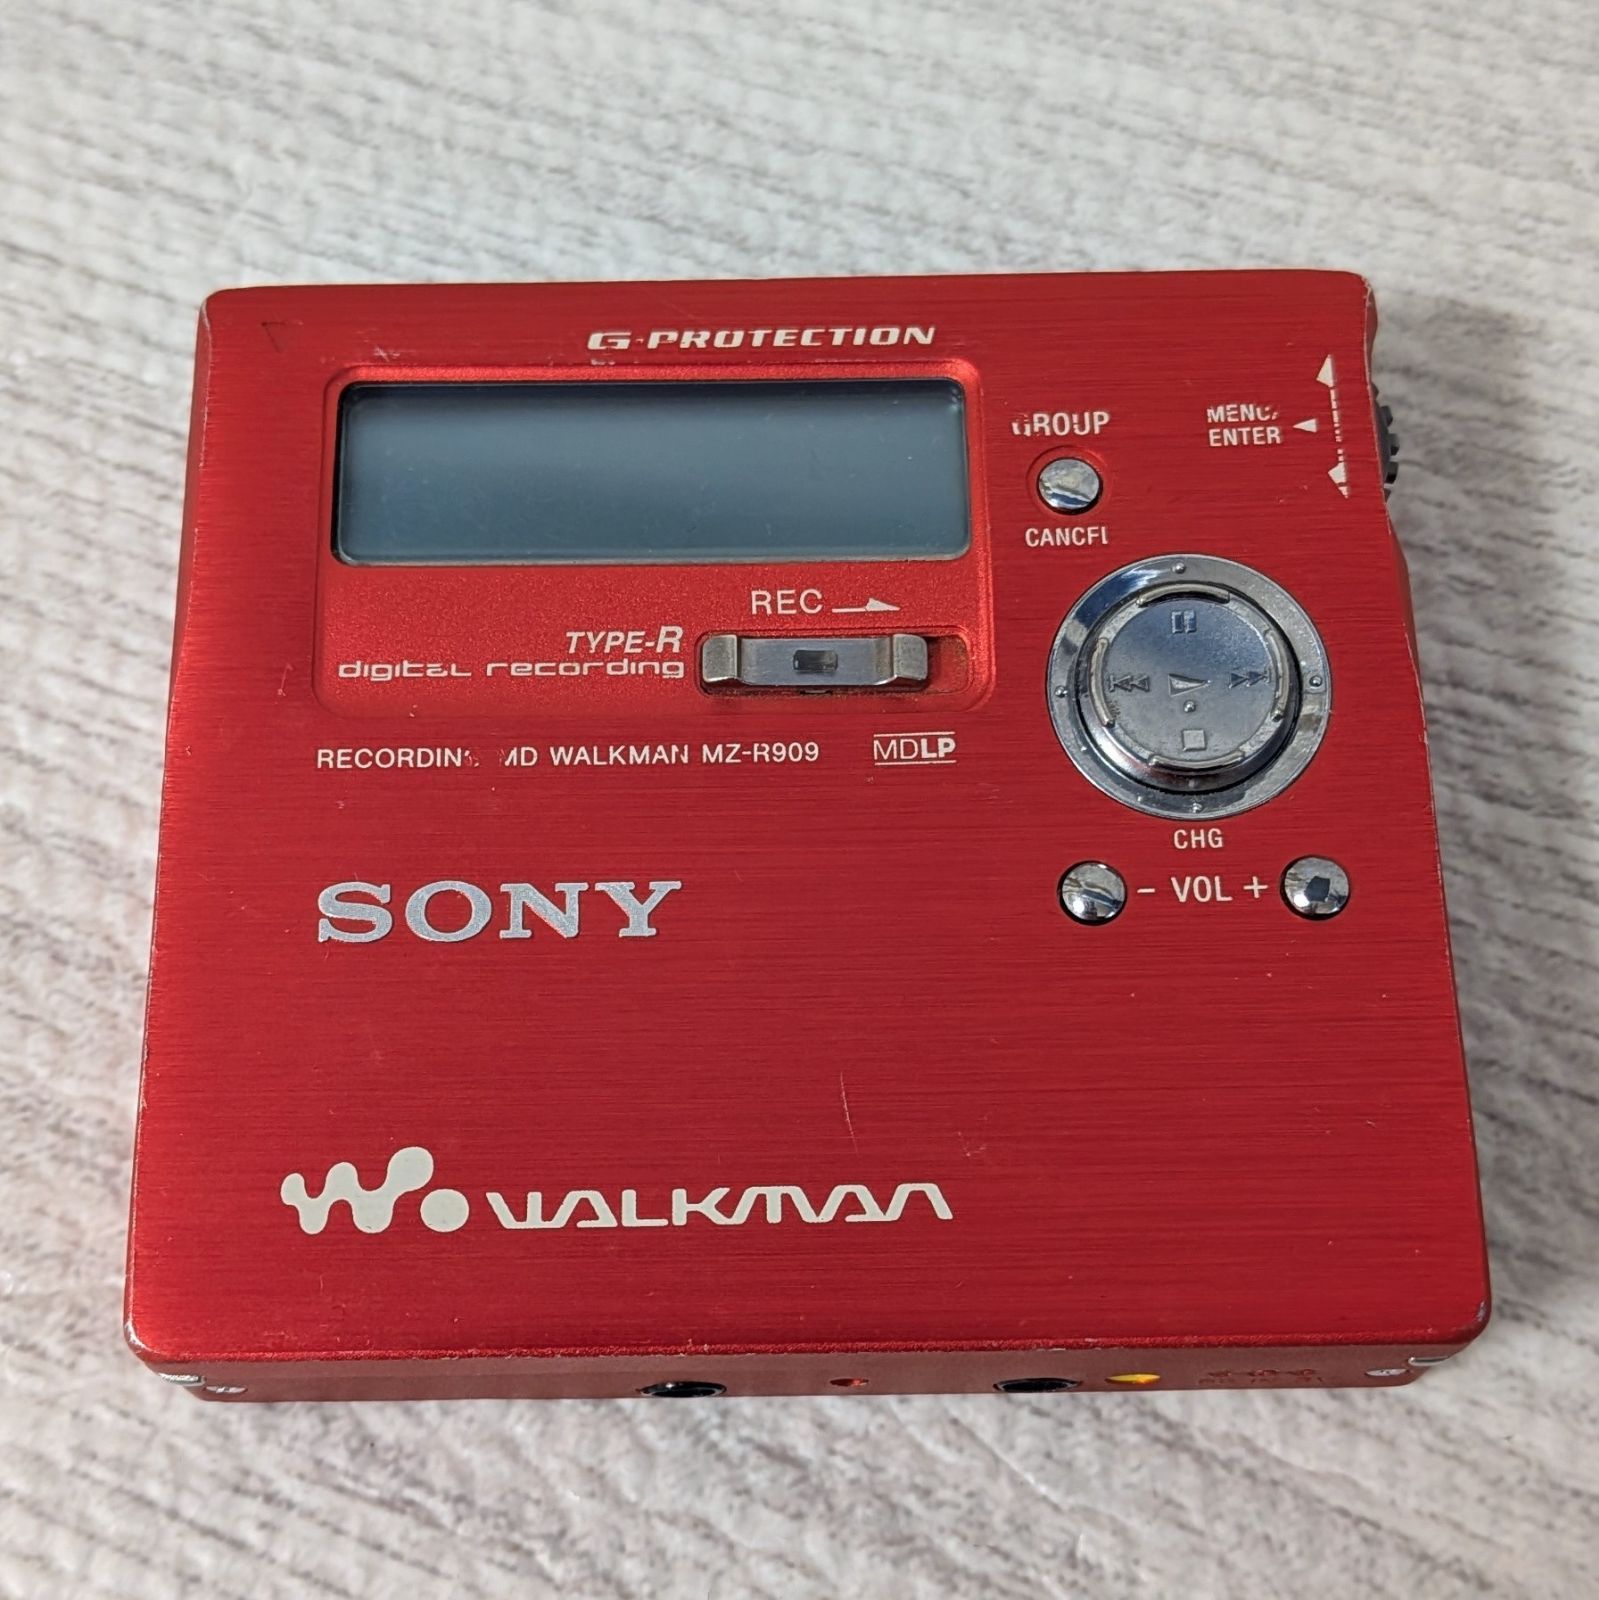 G-PROTECTION
GROUP
MENU/
ENTER
CANCEL
REC
TYPE-R
digital recording
RECORDING MD WALKMAN MZ-R909
MDLP
CHG
- VOL +
SONY
WALKMAN